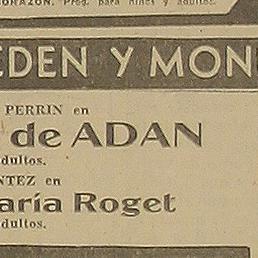 ORAZON. Prog. para niños y adultos.
EDEN Y MON
PERRIN en
de ADAN
adultos.
NTEZ en
aría Roget
adultos.